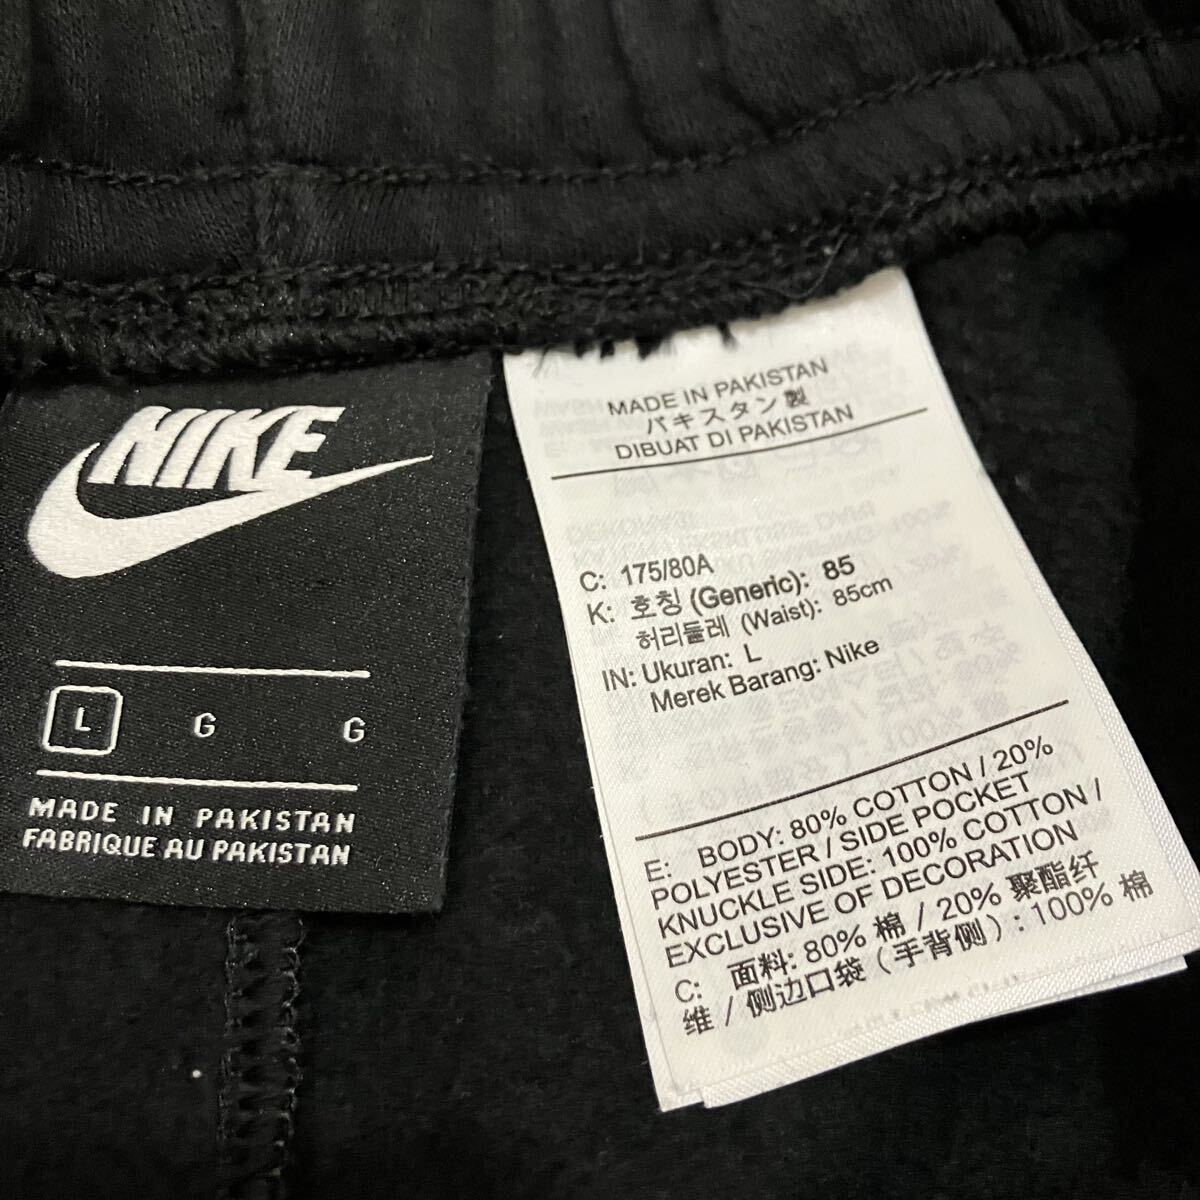 NIKE
L G G
MADE IN PAKISTAN
FABRIQUE AU PAKISTAN
MADE IN PAKISTAN
パキスタン製
DIBUAT DI PAKISTAN
C: 175/80A
K: 호칭 (Generic): 85
허리둘레 (Waist): 85cm
IN: Ukuran: L
Merek Barang: Nike
E: BODY: 80% COTTON / 20%
POLYESTER / SIDE POCKET
KNUCKLE SIDE: 100% COTTON /
EXCLUSIVE OF DECORATION
C: 面料: 80% 棉 / 20% 聚酯纤
维 / 侧边口袋 ( 手背侧 ) : 100% 棉